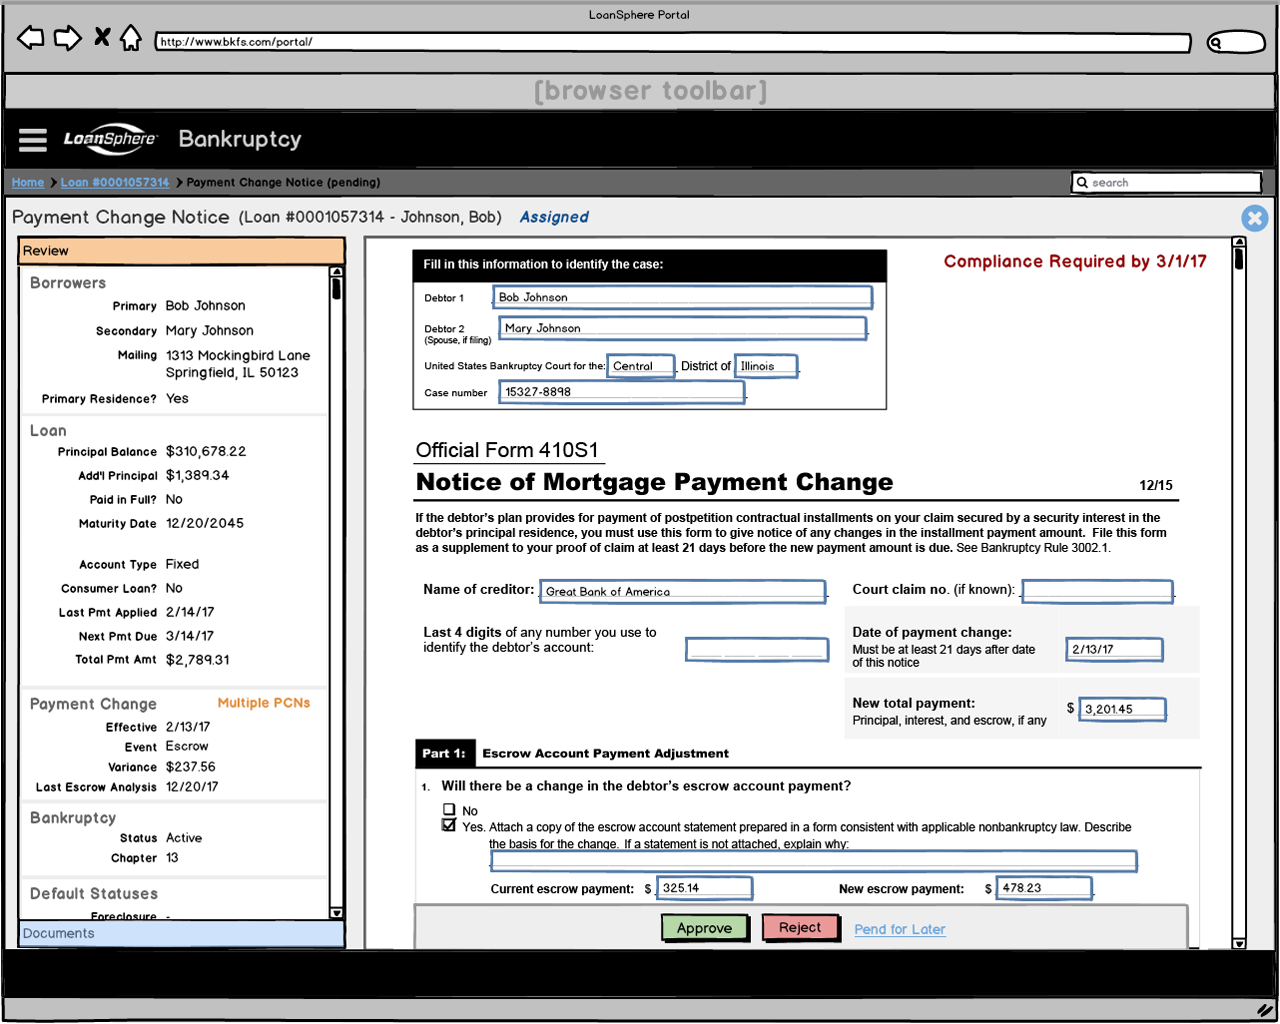 LoanSphere Portal
http://www.bkfs.com/portal/
[browser toolbar]
LoanSphere Bankruptcy
Home > Loan #0001057314 > Payment Change Notice (pending)
search
Payment Change Notice (Loan #0001057314 - Johnson, Bob) Assigned
Review
Borrowers
Primary Bob Johnson
Secondary Mary Johnson
Mailing 1313 Mockingbird Lane
Springfield, IL 50123
Primary Residence? Yes
Loan
Principal Balance $310,678.22
Add'l Principal $1,389.34
Paid in Full? No
Maturity Date 12/20/2045
Account Type Fixed
Consumer Loan? No
Last Pmt Applied 2/14/17
Next Pmt Due 3/14/17
Total Pmt Amt $2,789.31
Payment Change Multiple PCNs
Effective 2/13/17
Event Escrow
Variance $237.56
Last Escrow Analysis 12/20/17
Bankruptcy
Status Active
Chapter 13
Default Statuses
Foreclosure -
Documents
Fill in this information to identify the case:
Compliance Required by 3/1/17
Debtor 1 Bob Johnson
Debtor 2 Mary Johnson
(Spouse, if filing)
United States Bankruptcy Court for the: Central District of Illinois
Case number 15327-8898
Official Form 410S1
Notice of Mortgage Payment Change 12/15
If the debtor's plan provides for payment of postpetition contractual installments on your claim secured by a security interest in the
debtor's principal residence, you must use this form to give notice of any changes in the installment payment amount. File this form
as a supplement to your proof of claim at least 21 days before the new payment amount is due. See Bankruptcy Rule 3002.1.
Name of creditor: Great Bank of America
Court claim no. (if known):
Last 4 digits of any number you use to
identify the debtor's account:
Date of payment change:
Must be at least 21 days after date
of this notice
2/13/17
New total payment:
Principal, interest, and escrow, if any
$ 3,201.45
Part 1: Escrow Account Payment Adjustment
1. Will there be a change in the debtor's escrow account payment?
No
Yes. Attach a copy of the escrow account statement prepared in a form consistent with applicable nonbankruptcy law. Describe
the basis for the change. If a statement is not attached, explain why:
Current escrow payment: $ 325.14 New escrow payment: $ 478.23
Approve Reject Pend for Later